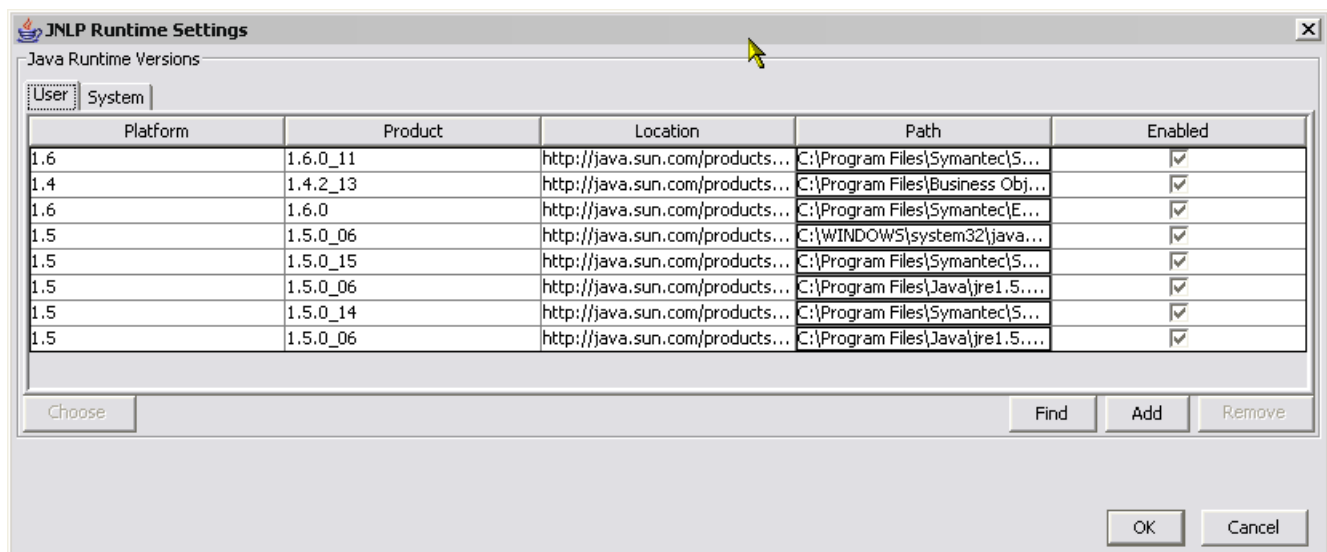 JNLP Runtime Settings
Java Runtime Versions
User System
Platform Product Location Path Enabled
1.6 1.6.0_11 http://java.sun.com/products... C:\Program Files\Symantec\S...
1.4 1.4.2_13 http://java.sun.com/products... C:\Program Files\Business Obj...
1.6 1.6.0 http://java.sun.com/products... C:\Program Files\Symantec\E...
1.5 1.5.0_06 http://java.sun.com/products... C:\WINDOWS\system32\java...
1.5 1.5.0_15 http://java.sun.com/products... C:\Program Files\Symantec\S...
1.5 1.5.0_06 http://java.sun.com/products... C:\Program Files\Java\jre1.5....
1.5 1.5.0_14 http://java.sun.com/products... C:\Program Files\Symantec\S...
1.5 1.5.0_06 http://java.sun.com/products... C:\Program Files\Java\jre1.5....
Choose Find Add Remove
OK Cancel